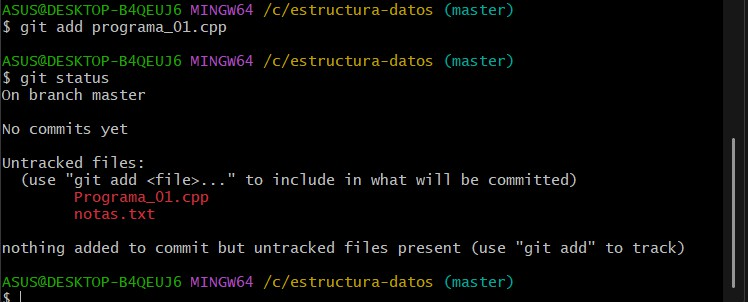 ASUS@DESKTOP-B4QEUJ6 MINGW64 /c/estructura-datos (master)
$ git add programa_01.cpp
ASUS@DESKTOP-B4QEUJ6 MINGW64 /c/estructura-datos (master)
$ git status
On branch master
No commits yet
Untracked files:
  (use "git add <file>..." to include in what will be committed)
        Programa_01.cpp
        notas.txt
nothing added to commit but untracked files present (use "git add" to track)
ASUS@DESKTOP-B4QEUJ6 MINGW64 /c/estructura-datos (master)
$